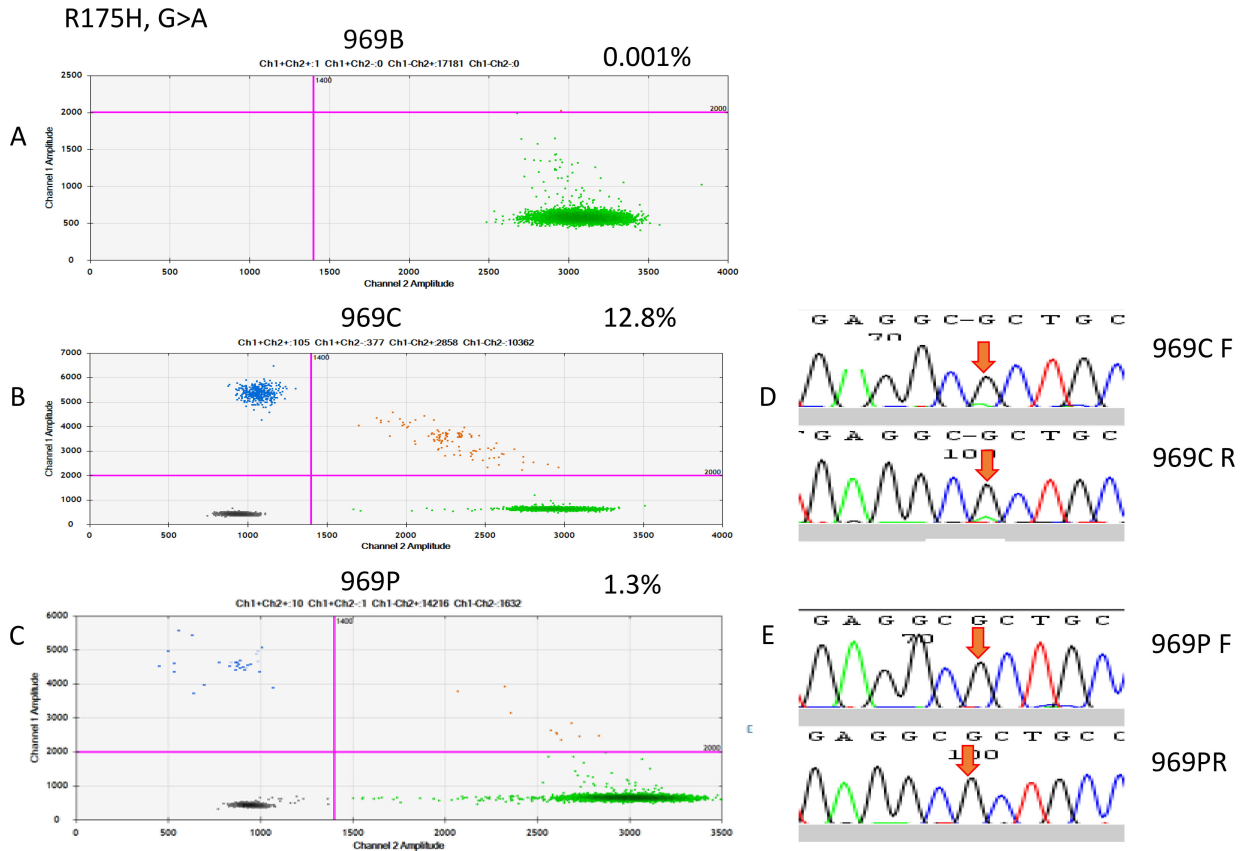 R175H, G>A
969B
0.001%
Ch1+Ch2+:1 Ch1+Ch2-:0 Ch1-Ch2+:17181 Ch1-Ch2-:0
A
Channel 1 Amplitude
2500
2000
1500
1000
500
0
1400
2000
0 500 1000 1500 2000 2500 3000 3500 4000
Channel 2 Amplitude
969C
12.8%
Ch1+Ch2+:105 Ch1+Ch2-:377 Ch1-Ch2+:2858 Ch1-Ch2-:10362
B
Channel 1 Amplitude
7000
6000
5000
4000
3000
2000
1000
0
1400
2000
0 500 1000 1500 2000 2500 3000 3500 4000
Channel 2 Amplitude
969P
1.3%
Ch1+Ch2+:10 Ch1+Ch2-:1 Ch1-Ch2+:14216 Ch1-Ch2-:1632
C
Channel 1 Amplitude
6000
5000
4000
3000
2000
1000
0
1400
2000
0 500 1000 1500 2000 2500 3000 3500
Channel 2 Amplitude
E
D
G A G G C-G C T G C
70
969C F
G A G G C-G C T G C
969C R
E
G A G G C G C T G C
70
969P F
G A G G C G C T G C C
100
969PR